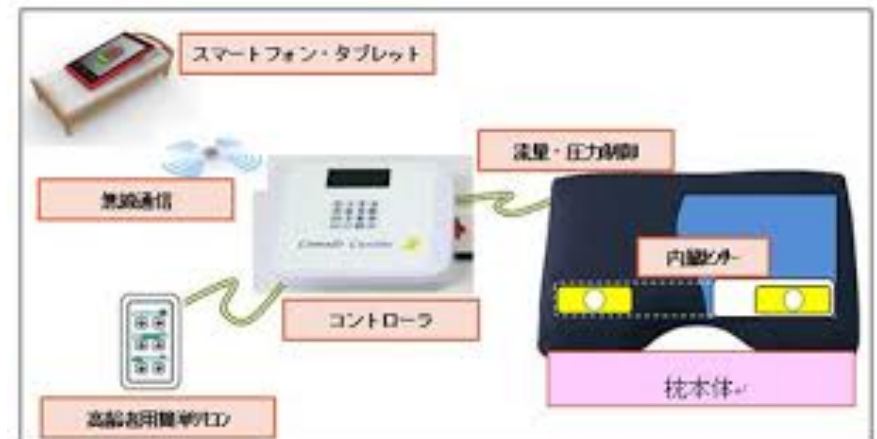 スマートフォン・タブレット
無線通信
流量・圧力制御
内蔵センサー
コントローラ
枕本体
高齢者用簡単リモコン